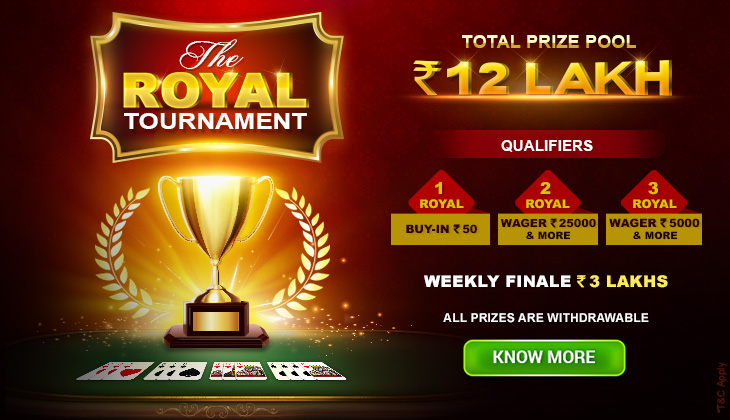 The
ROYAL
TOURNAMENT
TOTAL PRIZE POOL
₹12 LAKH
QUALIFIERS
1
ROYAL
BUY-IN ₹50
2
ROYAL
WAGER ₹25000
& MORE
3
ROYAL
WAGER ₹5000
& MORE
WEEKLY FINALE ₹3 LAKHS
ALL PRIZES ARE WITHDRAWABLE
KNOW MORE
*T&C Apply